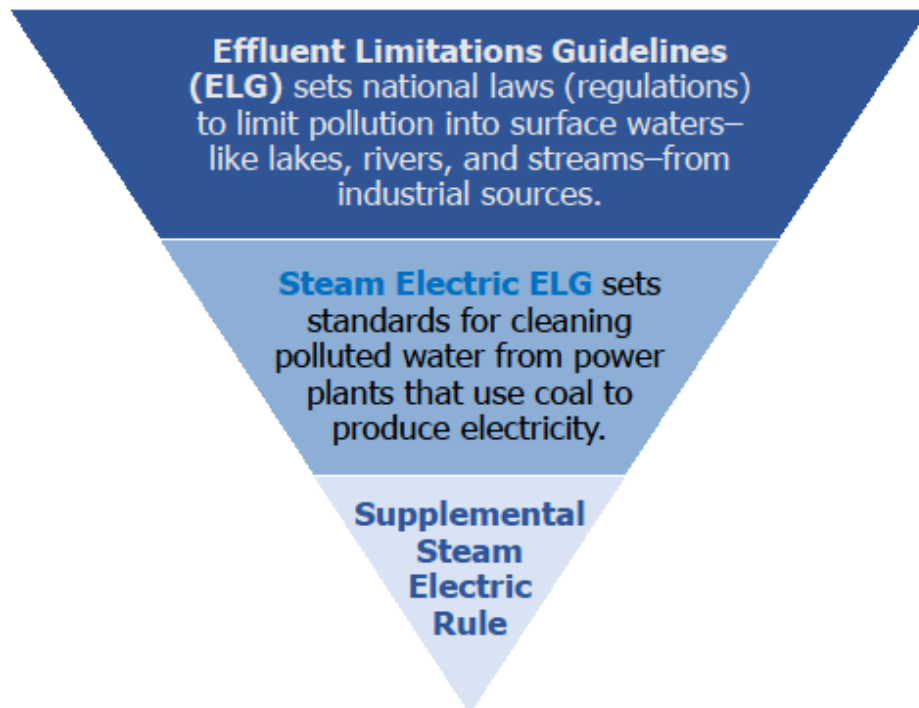 Effluent Limitations Guidelines
(ELG) sets national laws (regulations)
to limit pollution into surface waters–
like lakes, rivers, and streams–from
industrial sources.
Steam Electric ELG sets
standards for cleaning
polluted water from power
plants that use coal to
produce electricity.
Supplemental
Steam
Electric
Rule